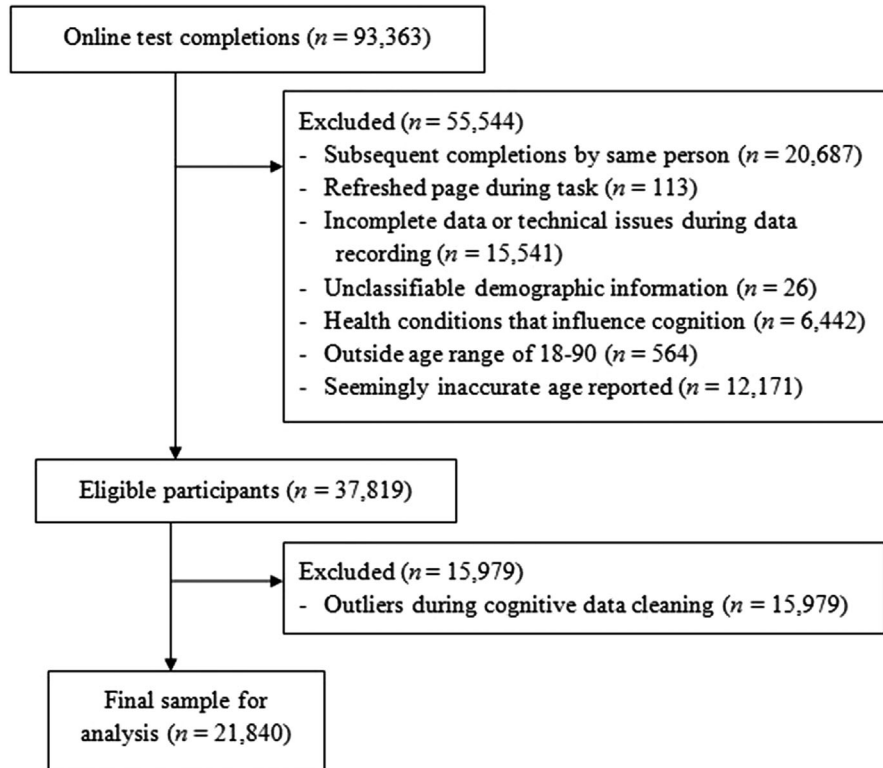 Online test completions (n = 93,363)
Excluded (n = 55,544)
- Subsequent completions by same person (n = 20,687)
- Refreshed page during task (n = 113)
- Incomplete data or technical issues during data
recording (n = 15,541)
- Unclassifiable demographic information (n = 26)
- Health conditions that influence cognition (n = 6,442)
- Outside age range of 18-90 (n = 564)
- Seemingly inaccurate age reported (n = 12,171)
Eligible participants (n = 37,819)
Excluded (n = 15,979)
- Outliers during cognitive data cleaning (n = 15,979)
Final sample for
analysis (n = 21,840)